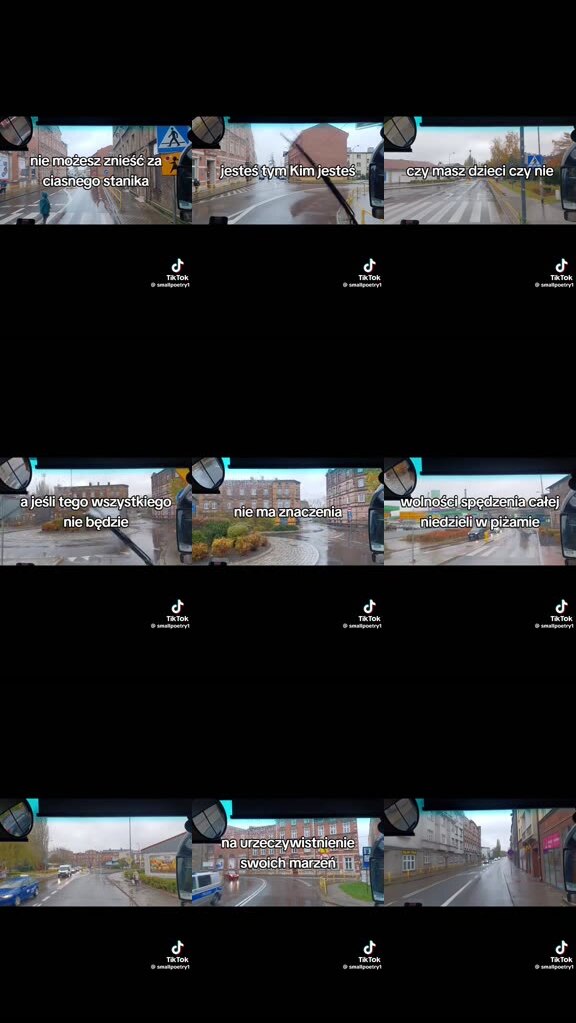 nie możesz znieść za
ciasnego stanika
jesteś tym Kim jesteś
czy masz dzieci czy nie
TikTok
@ smallpoetry1
TikTok
@ smallpoetry1
TikTok
@ smallpoetry1
a jeśli tego wszystkiego
nie będzie
nie ma znaczenia
wolności spędzenia całej
niedzieli w piżamie
TikTok
@ smallpoetry1
TikTok
@ smallpoetry1
TikTok
@ smallpoetry1
na urzeczywistnienie
swoich marzeń
TikTok
@ smallpoetry1
TikTok
@ smallpoetry1
TikTok
@ smallpoetry1